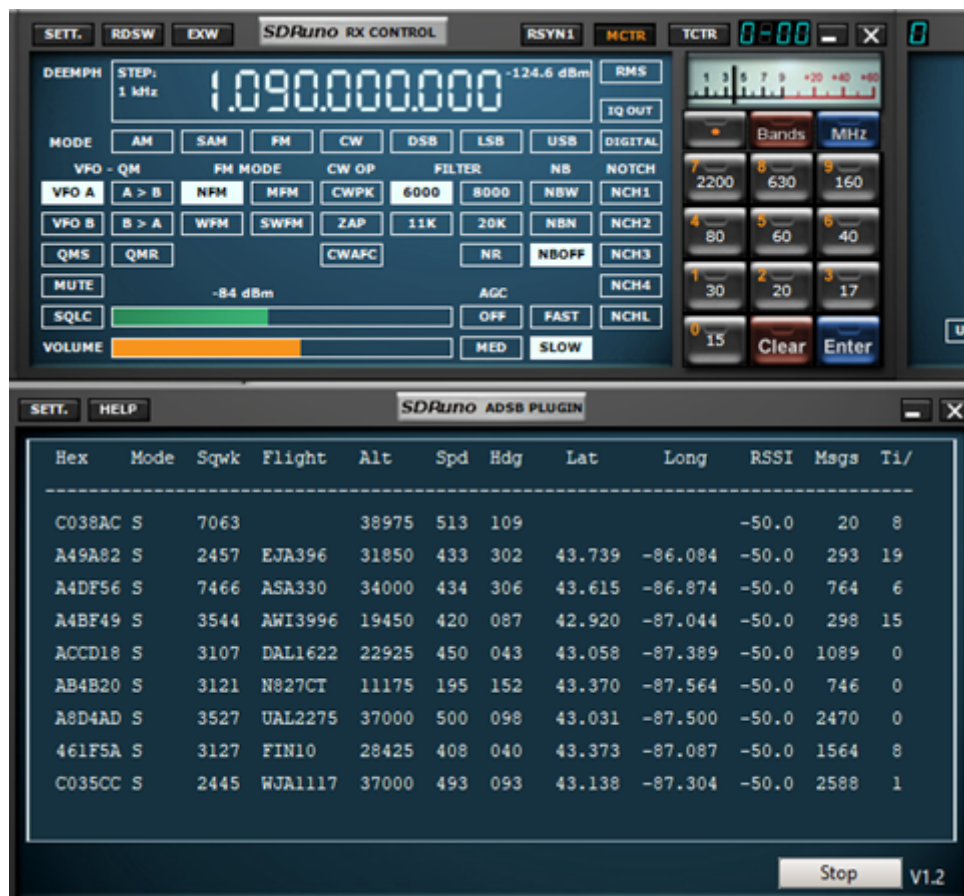 SETT. RDSW EXW SDRuno RX CONTROL RSYN1 MCTR TCTR 0-00
DEEMPH STEP: 1 kHz 1.090.000.000 -124.6 dBm RMS
IQ OUT
1 3 5 7 9 +20 +40 +60
MODE AM SAM FM CW DSB LSB USB DIGITAL
Bands MHz
VFO - QM FM MODE CW OP FILTER NB NOTCH
VFO A A > B NFM MFM CWPK 6000 8000 NBW NCH1
7 2200 8 630 9 160
VFO B B > A WFM SWFM ZAP 11K 20K NBN NCH2
4 80 5 60 6 40
QMS QMR CWAFC NR NBOFF NCH3
MUTE -84 dBm AGC NCH4
1 30 2 20 3 17
SQLC OFF FAST NCHL
VOLUME MED SLOW
0 15 Clear Enter
SETT. HELP SDRuno ADSB PLUGIN
Hex Mode Sqwk Flight Alt Spd Hdg Lat Long RSSI Msgs Ti/
--------------------------------------------------------------------------------
C038AC S 7063 38975 513 109 -50.0 20 8
A49A82 S 2457 EJA396 31850 433 302 43.739 -86.084 -50.0 293 19
A4DF56 S 7466 ASA330 34000 434 306 43.615 -86.874 -50.0 764 6
A4BF49 S 3544 AWI3996 19450 420 087 42.920 -87.044 -50.0 298 15
ACCD18 S 3107 DAL1622 22925 450 043 43.058 -87.389 -50.0 1089 0
AB4B20 S 3121 N827CT 11175 195 152 43.370 -87.564 -50.0 746 0
A8D4AD S 3527 UAL2275 37000 500 098 43.031 -87.500 -50.0 2470 0
461F5A S 3127 FIN10 28425 408 040 43.373 -87.087 -50.0 1564 8
C035CC S 2445 WJA1117 37000 493 093 43.138 -87.304 -50.0 2588 1
Stop V1.2